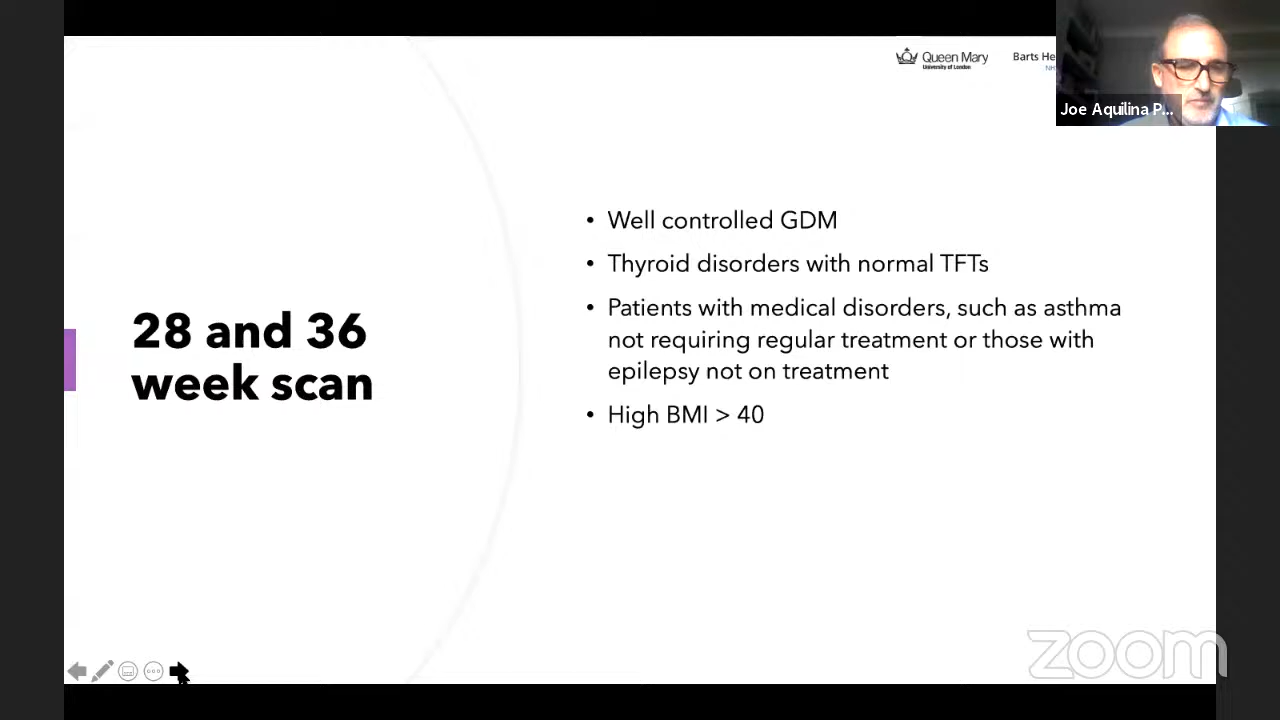 Queen Mary
University of London
Barts He
NH
Joe Aquilina P...
28 and 36
week scan
• Well controlled GDM
• Thyroid disorders with normal TFTs
• Patients with medical disorders, such as asthma
not requiring regular treatment or those with
epilepsy not on treatment
• High BMI > 40
zoom